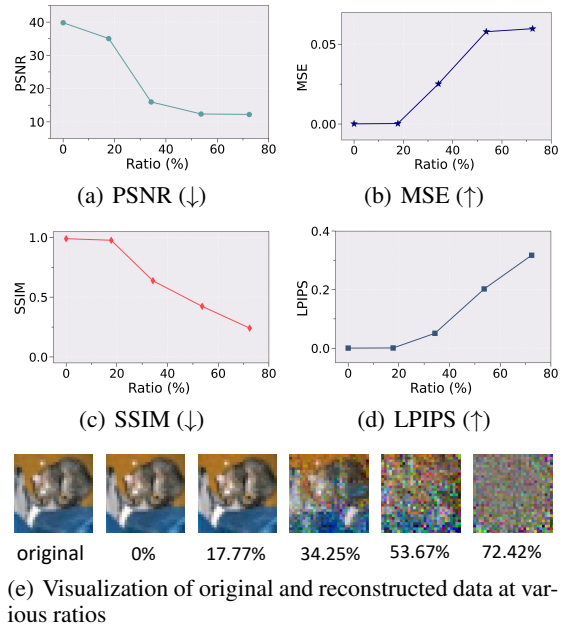 40
30
20
10
PSNR
0 20 40 60 80
Ratio (%)
(a) PSNR (↓)
0.05
0.00
MSE
0 20 40 60 80
Ratio (%)
(b) MSE (↑)
1.0
0.5
0.0
SSIM
0 20 40 60 80
Ratio (%)
(c) SSIM (↓)
0.4
0.2
0.0
LPIPS
0 20 40 60 80
Ratio (%)
(d) LPIPS (↑)
original 0% 17.77% 34.25% 53.67% 72.42%
(e) Visualization of original and reconstructed data at var-
ious ratios